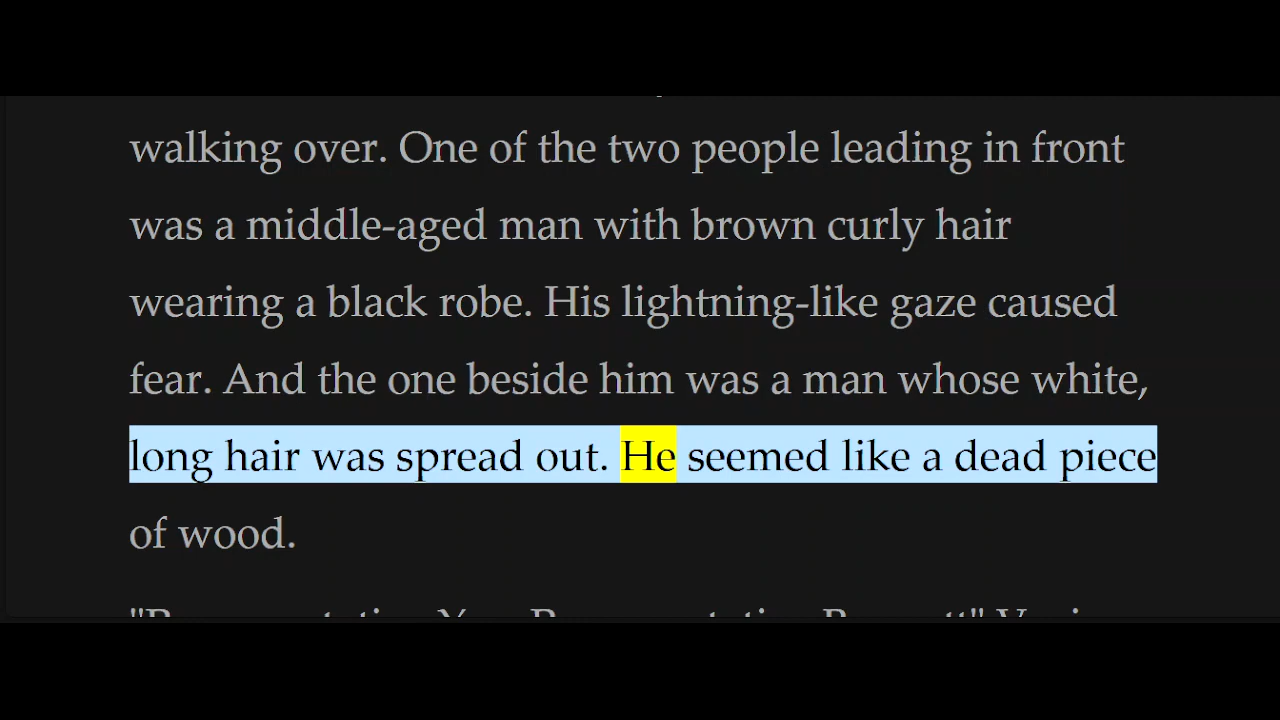 walking over. One of the two people leading in front
was a middle-aged man with brown curly hair
wearing a black robe. His lightning-like gaze caused
fear. And the one beside him was a man whose white,
long hair was spread out. He seemed like a dead piece
of wood.